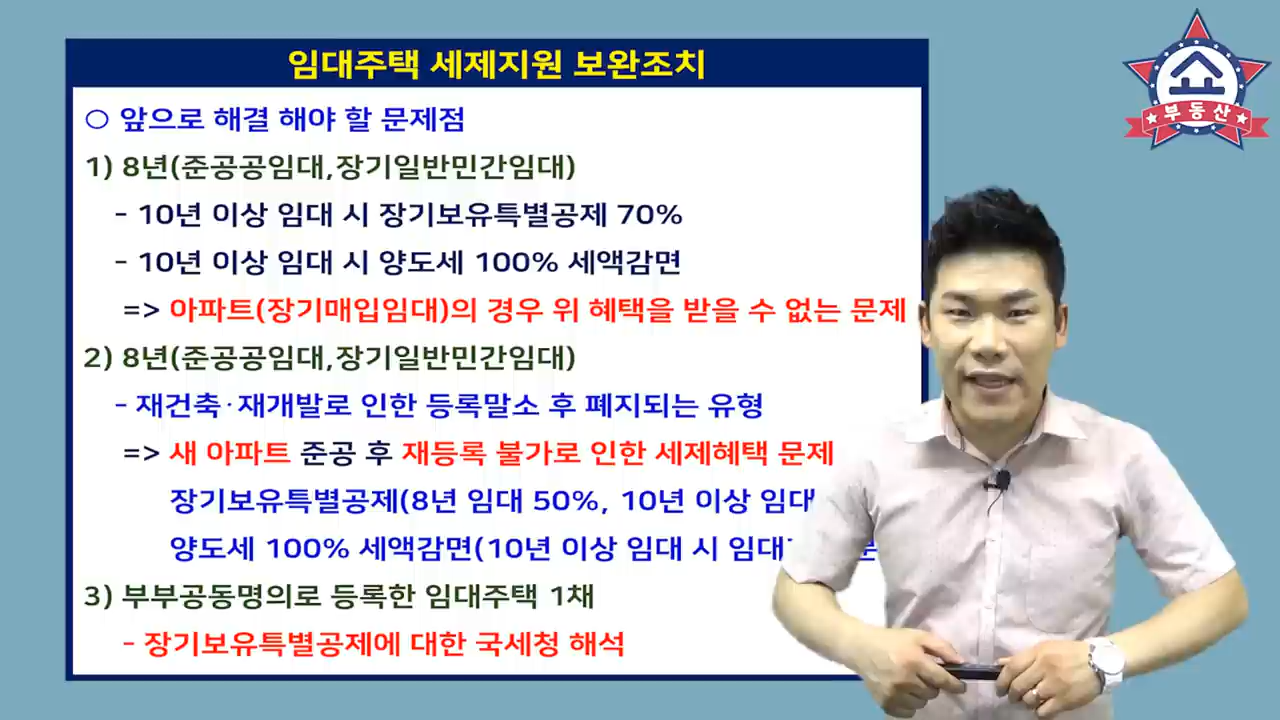 임대주택 세제지원 보완조치
부동산
○ 앞으로 해결 해야 할 문제점
1) 8년(준공공임대,장기일반민간임대)
- 10년 이상 임대 시 장기보유특별공제 70%
- 10년 이상 임대 시 양도세 100% 세액감면
=> 아파트(장기매입임대)의 경우 위 혜택을 받을 수 없는 문제
2) 8년(준공공임대,장기일반민간임대)
- 재건축·재개발로 인한 등록말소 후 폐지되는 유형
=> 새 아파트 준공 후 재등록 불가로 인한 세제혜택 문제
장기보유특별공제(8년 임대 50%, 10년 이상 임대
양도세 100% 세액감면(10년 이상 임대 시
3) 부부공동명의로 등록한 임대주택 1채
- 장기보유특별공제에 대한 국세청 해석